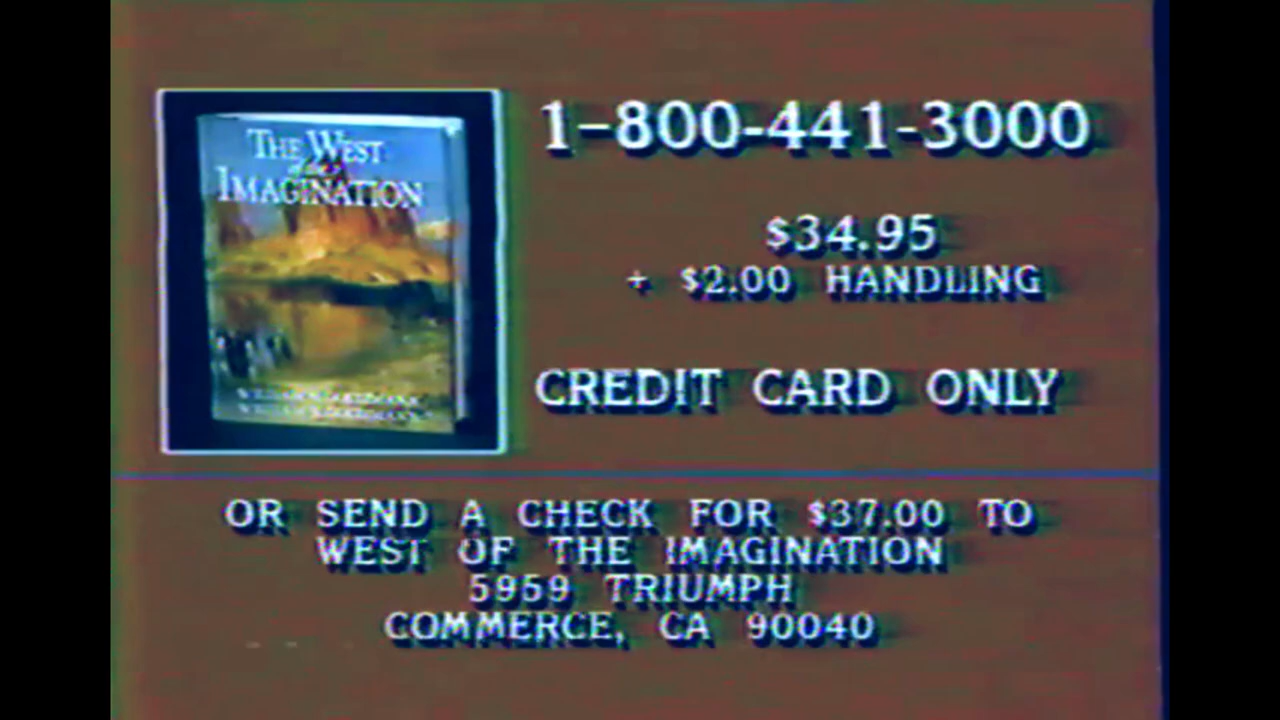 THE WEST
of the
IMAGINATION
1-800-441-3000
$34.95
+ $2.00 HANDLING
CREDIT CARD ONLY
OR SEND A CHECK FOR $37.00 TO
WEST OF THE IMAGINATION
5959 TRIUMPH
COMMERCE, CA 90040